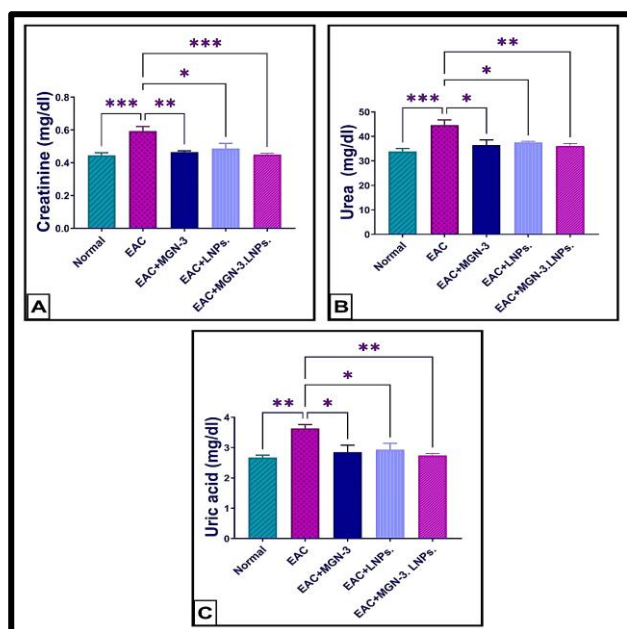 ***
*
*** **
Creatinine (mg/dl)
0.8
0.6
0.4
0.2
0.0
Normal
EAC
EAC+MGN-3
EAC+LNPs.
EAC+MGN-3.LNPs.
A
**
*
*** *
Urea (mg/dl)
50
40
30
20
10
0
Normal
EAC
EAC+MGN-3
EAC+LNPs.
EAC+MGN-3.LNPs.
B
**
*
** *
Uric acid (mg/dl)
4
3
2
1
0
Normal
EAC
EAC+MGN-3
EAC+LNPs.
EAC+MGN-3. LNPs.
C